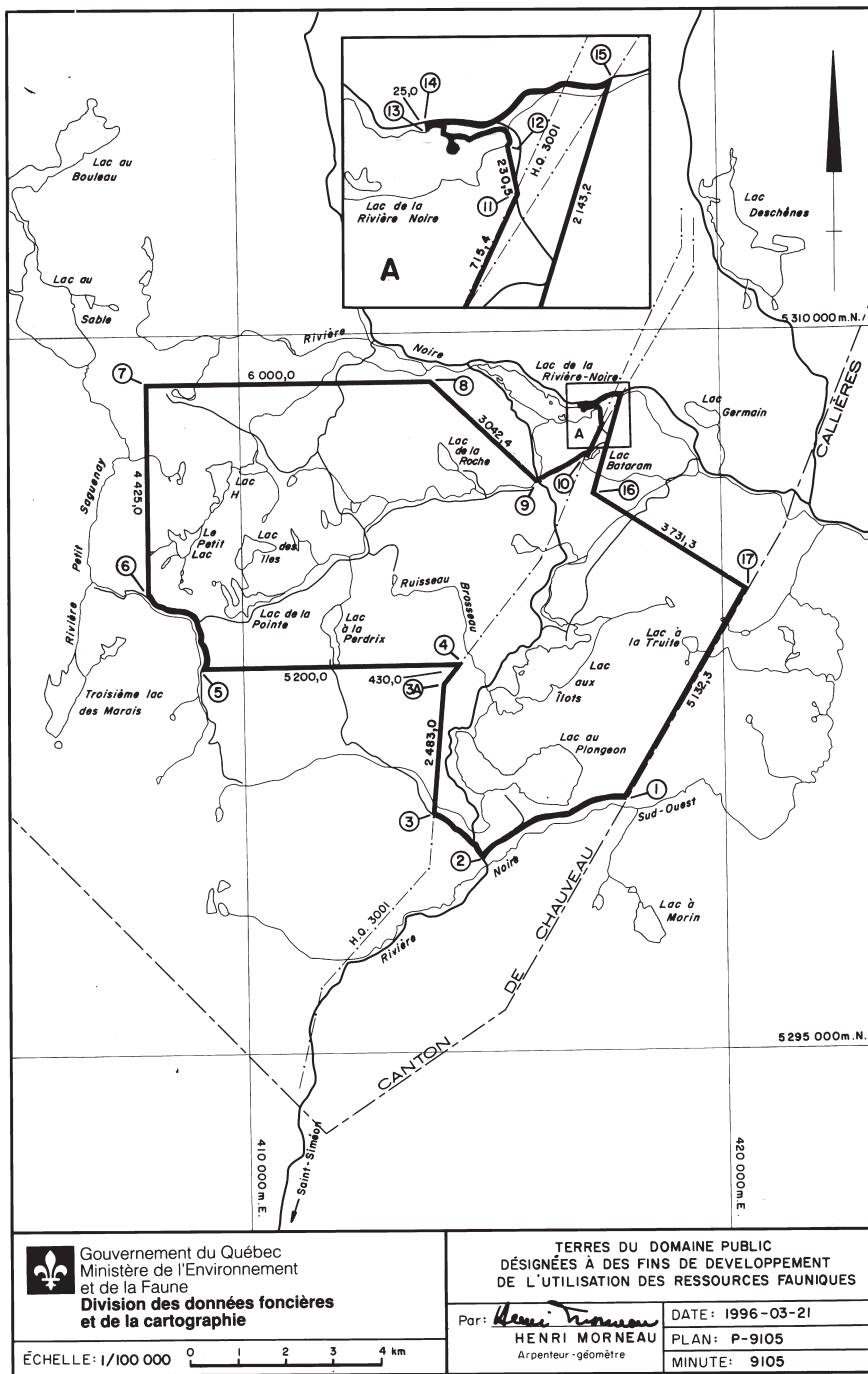 15
14
25,0
13
12
H.Q. 3001
230,5
11
2 143,2
Lac de la
Rivière Noire
715,4
A
Lac au
Bouleau
Lac
Deschênes
Lac au
Sable
5 310 000 m.N.
Rivière
Noire
7
6 000,0
8
Lac de la
Rivière-Noire
CALLIÈRES
3042,4
Lac
Germain
A
Lac
de la
Roche
Lac
Bataram
10
16
9
4 425,0
Lac
H
Le
Petit
Lac
Lac des
Îles
Rivière Petit Saguenay
3731,3
17
6
Ruisseau
Brosseau
Lac de la
Pointe
Lac
à la
Perdrix
4
Lac à
la Truite
5
5 200,0
430,0
3A
Lac
aux
Îlots
5132,3
Troisième lac
des Marais
2 483,0
Lac au
Plongeon
1
3
Sud-Ouest
2
Noire
Lac à
Morin
H.Q. 3001
Rivière
CANTON DE CHAUVEAU
5 295 000 m.N.
410 000 m.E.
420 000 m.E.
Saint-Siméon
Gouvernement du Québec
Ministère de l'Environnement
et de la Faune
Division des données foncières
et de la cartographie
ÉCHELLE: 1/100 000 0 1 2 3 4 km
TERRES DU DOMAINE PUBLIC
DÉSIGNÉES À DES FINS DE DEVELOPPEMENT
DE L'UTILISATION DES RESSOURCES FAUNIQUES
Par: Henri Morneau
HENRI MORNEAU
Arpenteur-géomètre
DATE: 1996-03-21
PLAN: P-9105
MINUTE: 9105